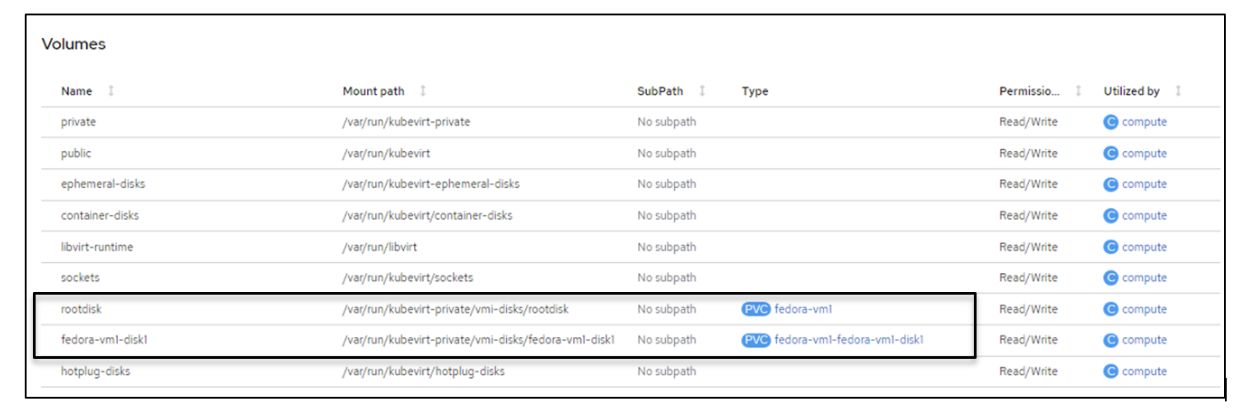 Volumes
Name Mount path SubPath Type Permissio... Utilized by
private /var/run/kubevirt-private No subpath Read/Write C compute
public /var/run/kubevirt No subpath Read/Write C compute
ephemeral-disks /var/run/kubevirt-ephemeral-disks No subpath Read/Write C compute
container-disks /var/run/kubevirt/container-disks No subpath Read/Write C compute
libvirt-runtime /var/run/libvirt No subpath Read/Write C compute
sockets /var/run/kubevirt/sockets No subpath Read/Write C compute
rootdisk /var/run/kubevirt-private/vmi-disks/rootdisk No subpath PVC fedora-vm1 Read/Write C compute
fedora-vm1-disk1 /var/run/kubevirt-private/vmi-disks/fedora-vm1-disk1 No subpath PVC fedora-vm1-fedora-vm1-disk1 Read/Write C compute
hotplug-disks /var/run/kubevirt/hotplug-disks No subpath Read/Write C compute